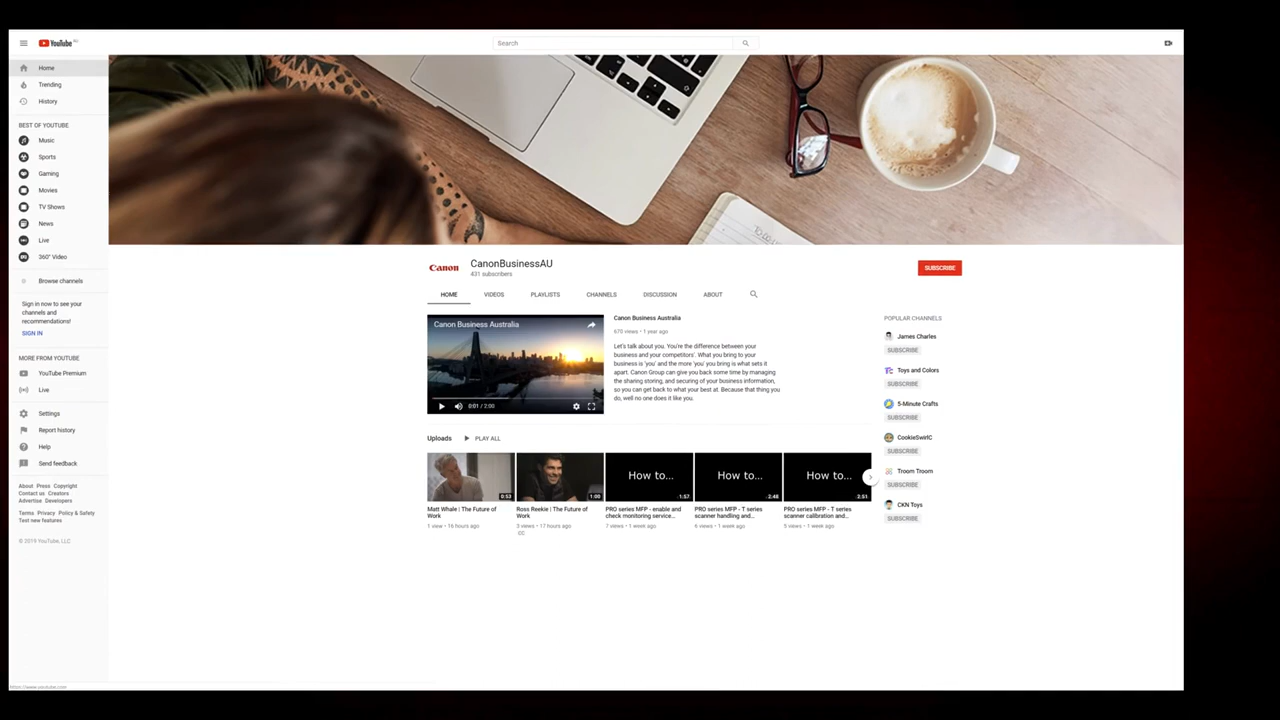 YouTube AU
Search
Home
Trending
History
BEST OF YOUTUBE
Music
Sports
Gaming
Movies
TV Shows
News
Live
360° Video
Browse channels
Sign in now to see your
channels and
recommendations!
SIGN IN
MORE FROM YOUTUBE
YouTube Premium
Live
Settings
Report history
Help
Send feedback
About Press Copyright
Contact us Creators
Advertise Developers
Terms Privacy Policy & Safety
Test new features
© 2019 YouTube, LLC
https://www.youtube.com
Canon
CanonBusinessAU
431 subscribers
SUBSCRIBE
HOME VIDEOS PLAYLISTS CHANNELS DISCUSSION ABOUT
Canon Business Australia
0:01 / 2:00
Canon Business Australia
670 views • 1 year ago
Let's talk about you. You're the difference between your
business and your competitors'. What you bring to your
business is 'you' and the more 'you' you bring is what sets it
apart. Canon Group can give you back some time by managing
the sharing storing, and securing of your business information,
so you can get back to what your best at. Because that thing you
do, well no one does it like you.
Uploads PLAY ALL
0:53
Matt Whale | The Future of
Work
1 view • 16 hours ago
1:00
Ross Reekie | The Future of
Work
3 views • 17 hours ago
CC
How to...
1:57
PRO series MFP - enable and
check monitoring service...
7 views • 1 week ago
How to...
2:48
PRO series MFP - T series
scanner handling and...
6 views • 1 week ago
How to...
2:51
PRO series MFP - T series
scanner calibration and...
5 views • 1 week ago
POPULAR CHANNELS
James Charles
SUBSCRIBE
Toys and Colors
SUBSCRIBE
5-Minute Crafts
SUBSCRIBE
CookieSwirlC
SUBSCRIBE
Troom Troom
SUBSCRIBE
CKN Toys
SUBSCRIBE